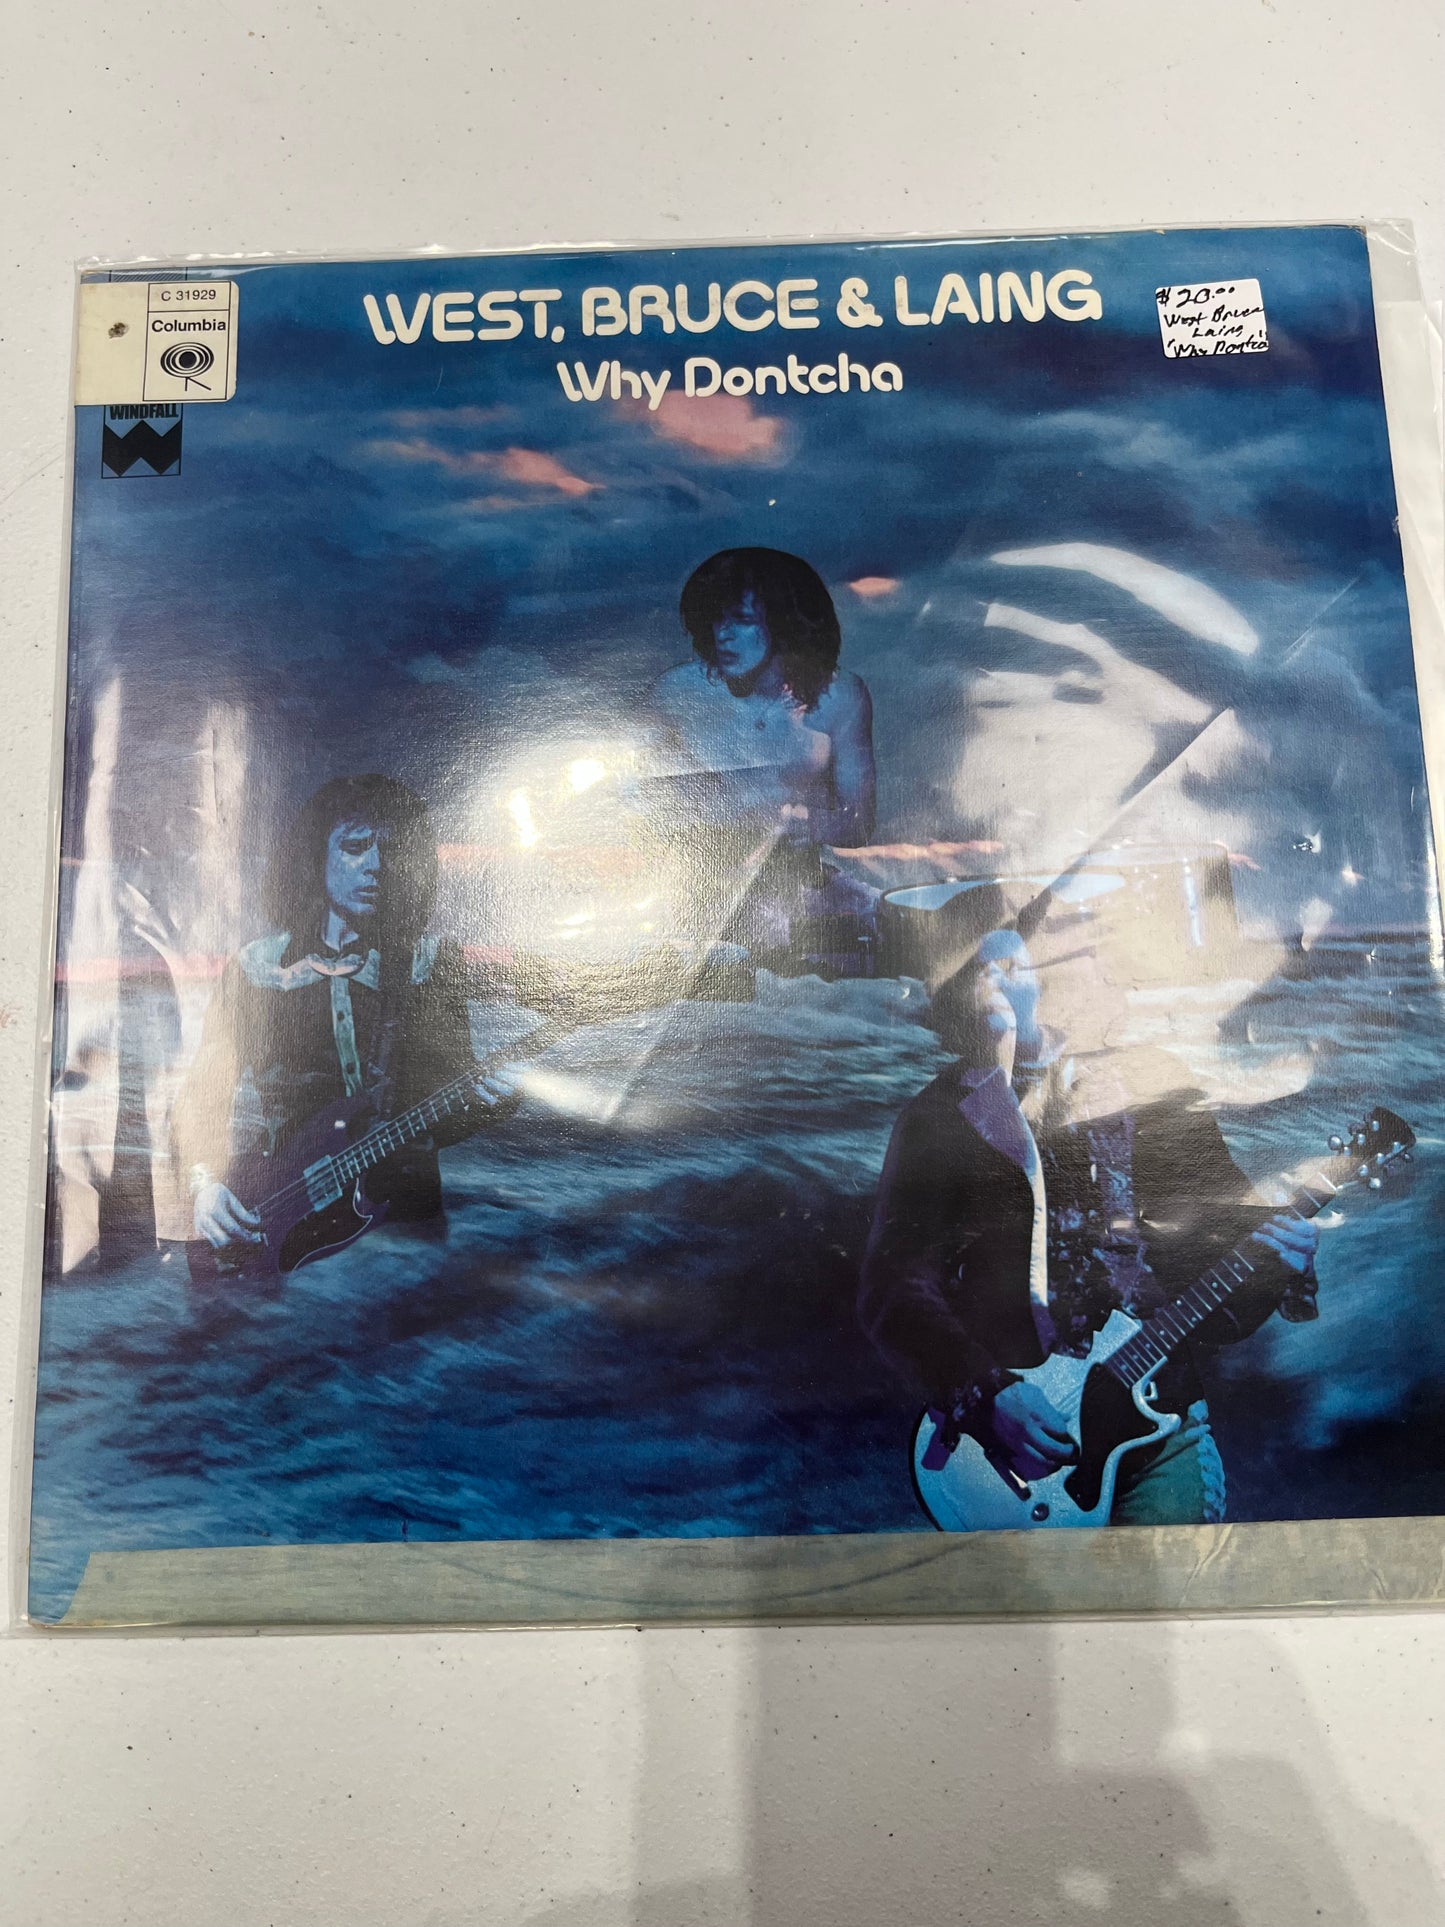 C 31929
Columbia
WINDFALL
WEST, BRUCE & LAING
Why Dontcha
$20.00
West Bruce
Laing